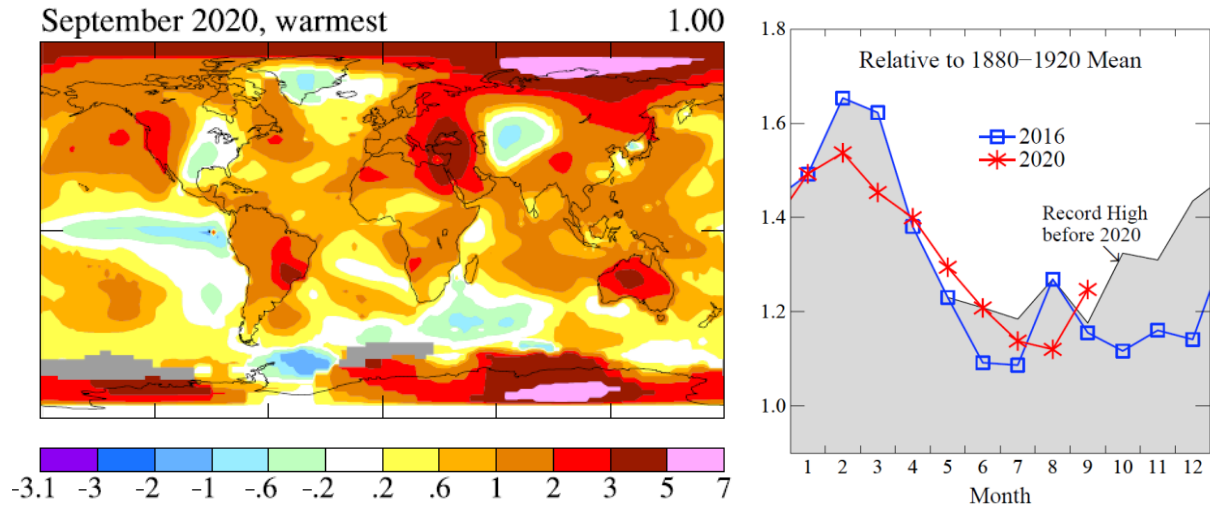 September 2020, warmest 1.00
-3.1 -3 -2 -1 -.6 -.2 .2 .6 1 2 3 5 7
Relative to 1880−1920 Mean
1.8
1.6
1.4
1.2
1.0
2016
2020
Record High
before 2020
1 2 3 4 5 6 7 8 9 10 11 12
Month